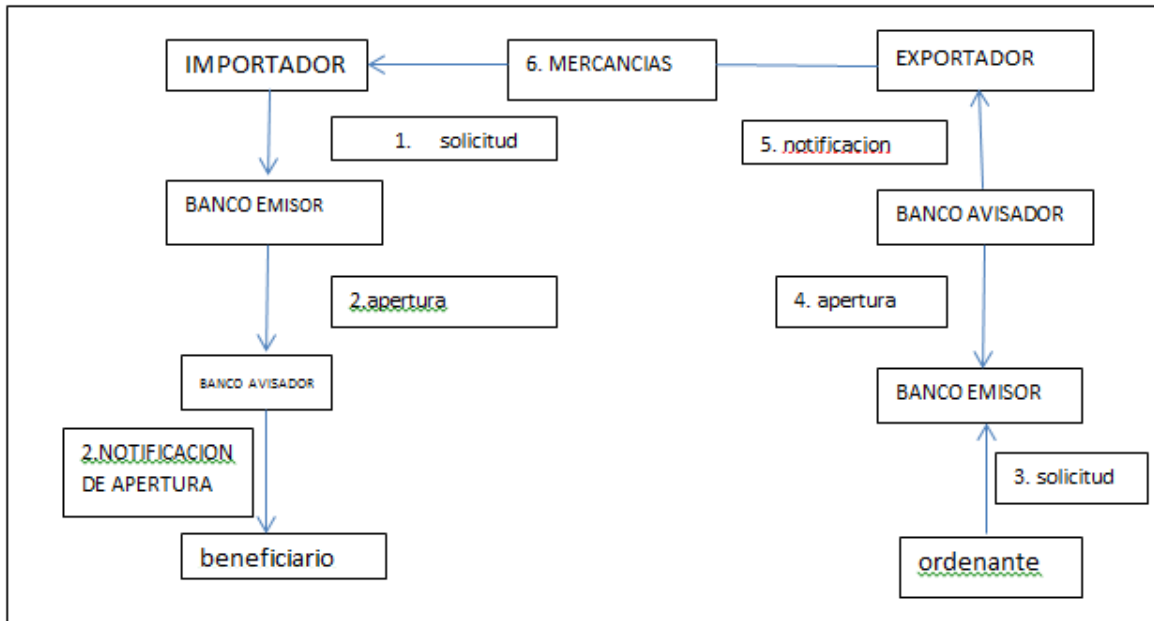 IMPORTADOR
6. MERCANCIAS
EXPORTADOR
1. solicitud
5. notificacion
BANCO EMISOR
BANCO AVISADOR
2.apertura
4. apertura
BANCO AVISADOR
BANCO EMISOR
2.NOTIFICACION
DE APERTURA
3. solicitud
beneficiario
ordenante